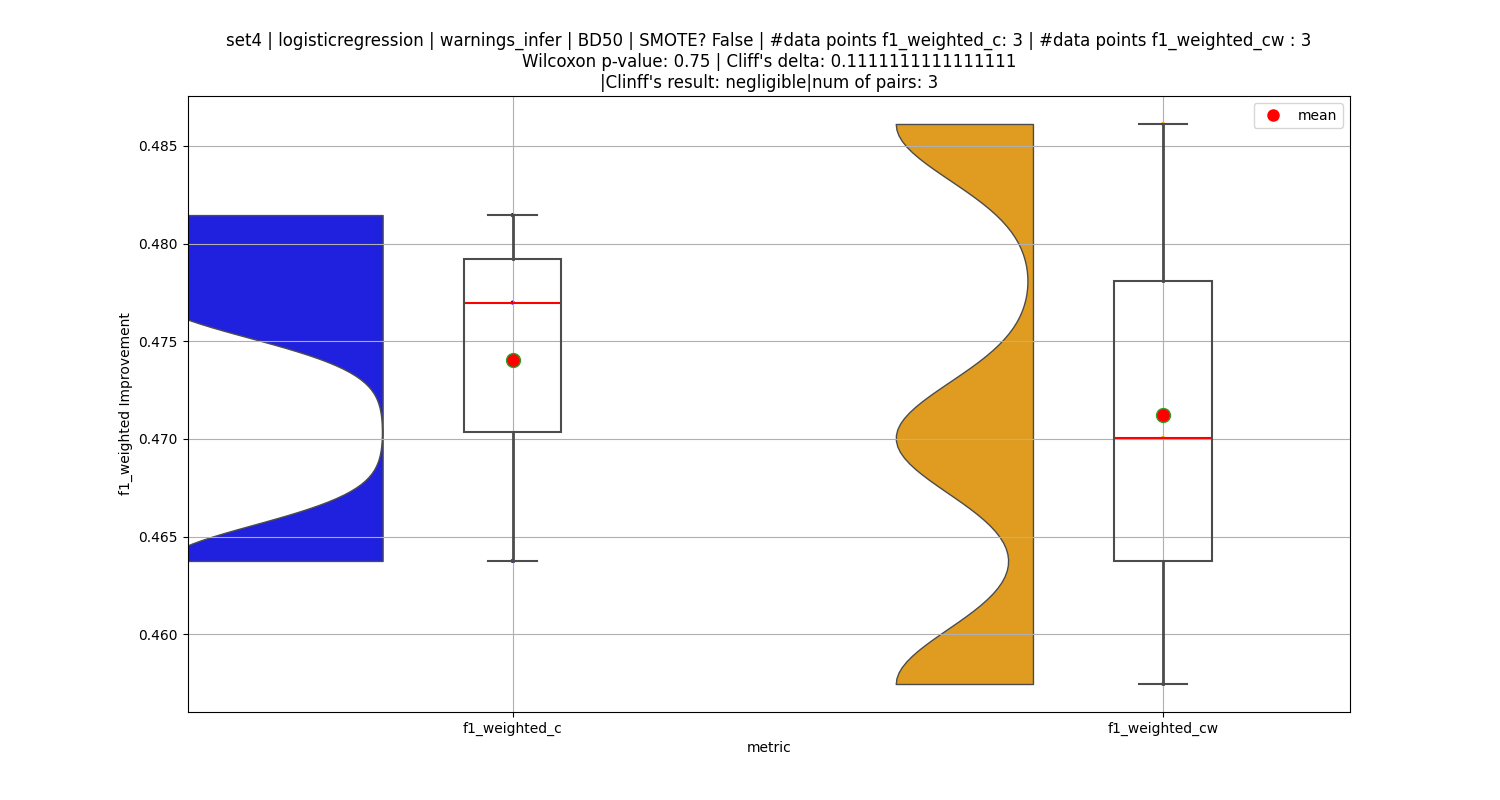 set4 | logisticregression | warnings_infer | BD50 | SMOTE? False | #data points f1_weighted_c: 3 | #data points f1_weighted_cw : 3
Wilcoxon p-value: 0.75 | Cliff's delta: 0.1111111111111111
|Clinff's result: negligible|num of pairs: 3
mean
0.485
0.480
0.475
0.470
0.465
0.460
f1_weighted Improvement
f1_weighted_c
f1_weighted_cw
metric